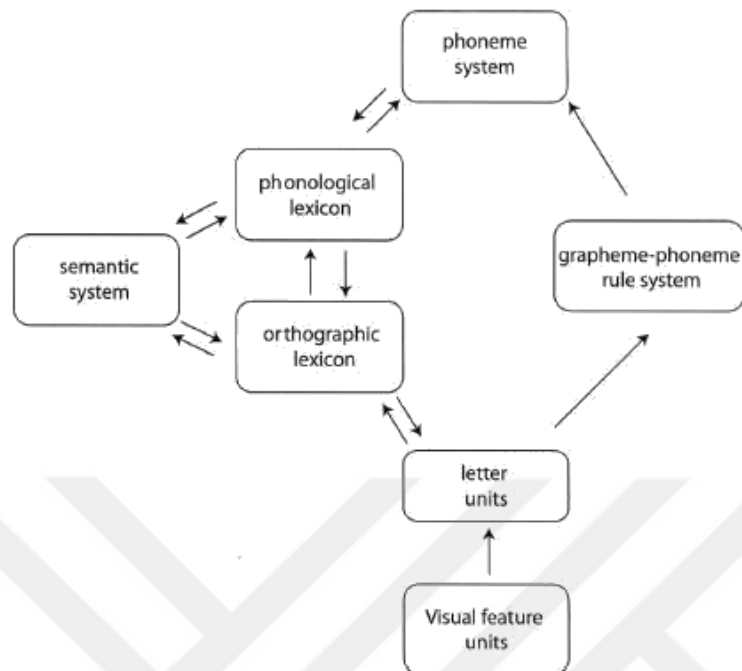 phoneme
system
phonological
lexicon
grapheme-phoneme
rule system
semantic
system
orthographic
lexicon
letter
units
Visual feature
units